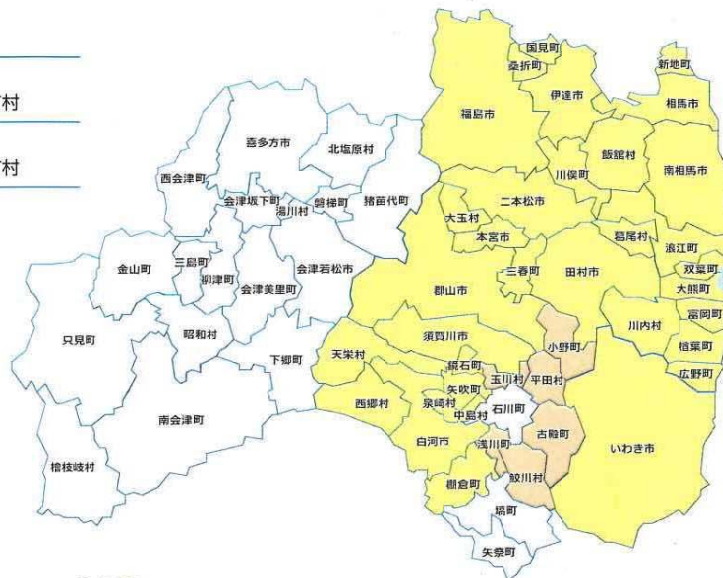 町村
町村
国見町
桑折町
新地町
伊達市
福島市
相馬市
喜多方市
北塩原村
飯舘村
西会津町
川俣町
南相馬市
会津坂下町
磐梯町
猪苗代町
湯川村
二本松市
大玉村
本宮市
葛尾村
浪江町
三島町
金山町
柳津町
会津若松市
会津美里町
三春町
田村市
双葉町
大熊町
郡山市
富岡町
川内村
只見町
昭和村
須賀川市
小野町
楢葉町
下郷町
天栄村
鏡石町
玉川村
平田村
広野町
矢吹町
西郷村
泉崎村
中島村
石川町
南会津町
古殿町
白河市
浅川町
いわき市
檜枝岐村
棚倉町
鮫川村
塙町
矢祭町